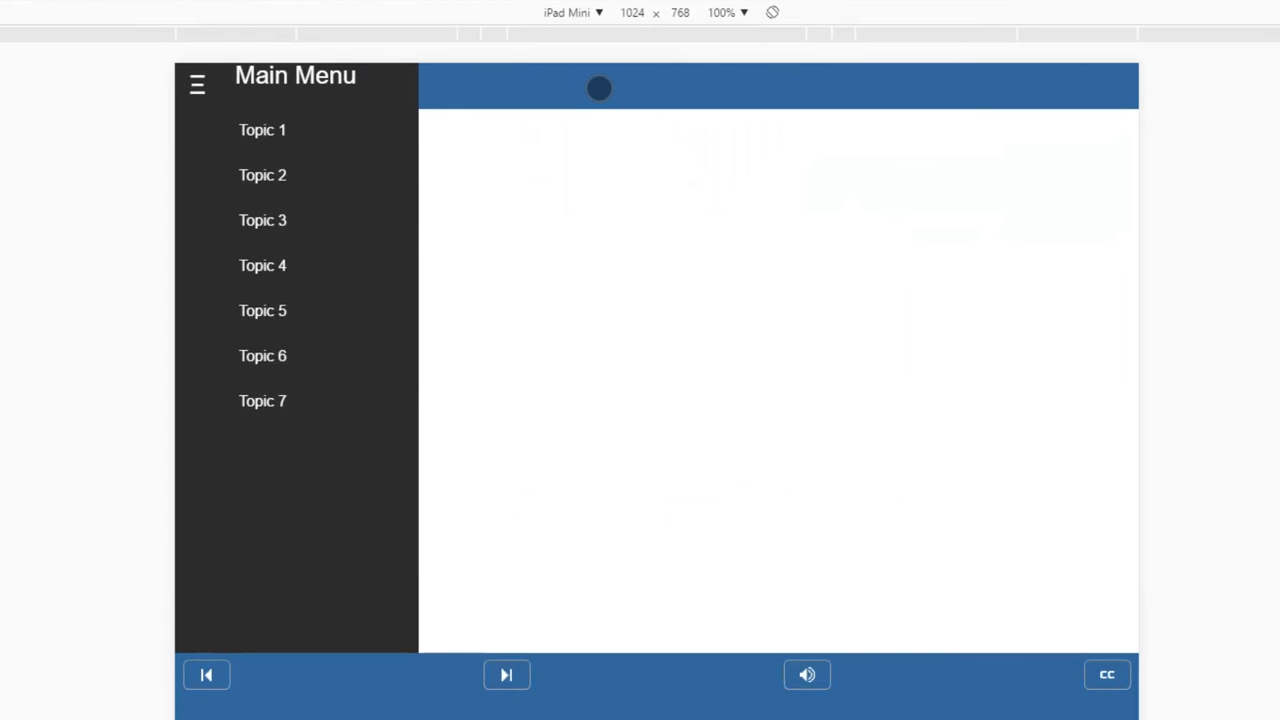 iPad Mini ▼ 1024 × 768 100% ▼
Main Menu
Topic 1
Topic 2
Topic 3
Topic 4
Topic 5
Topic 6
Topic 7
CC